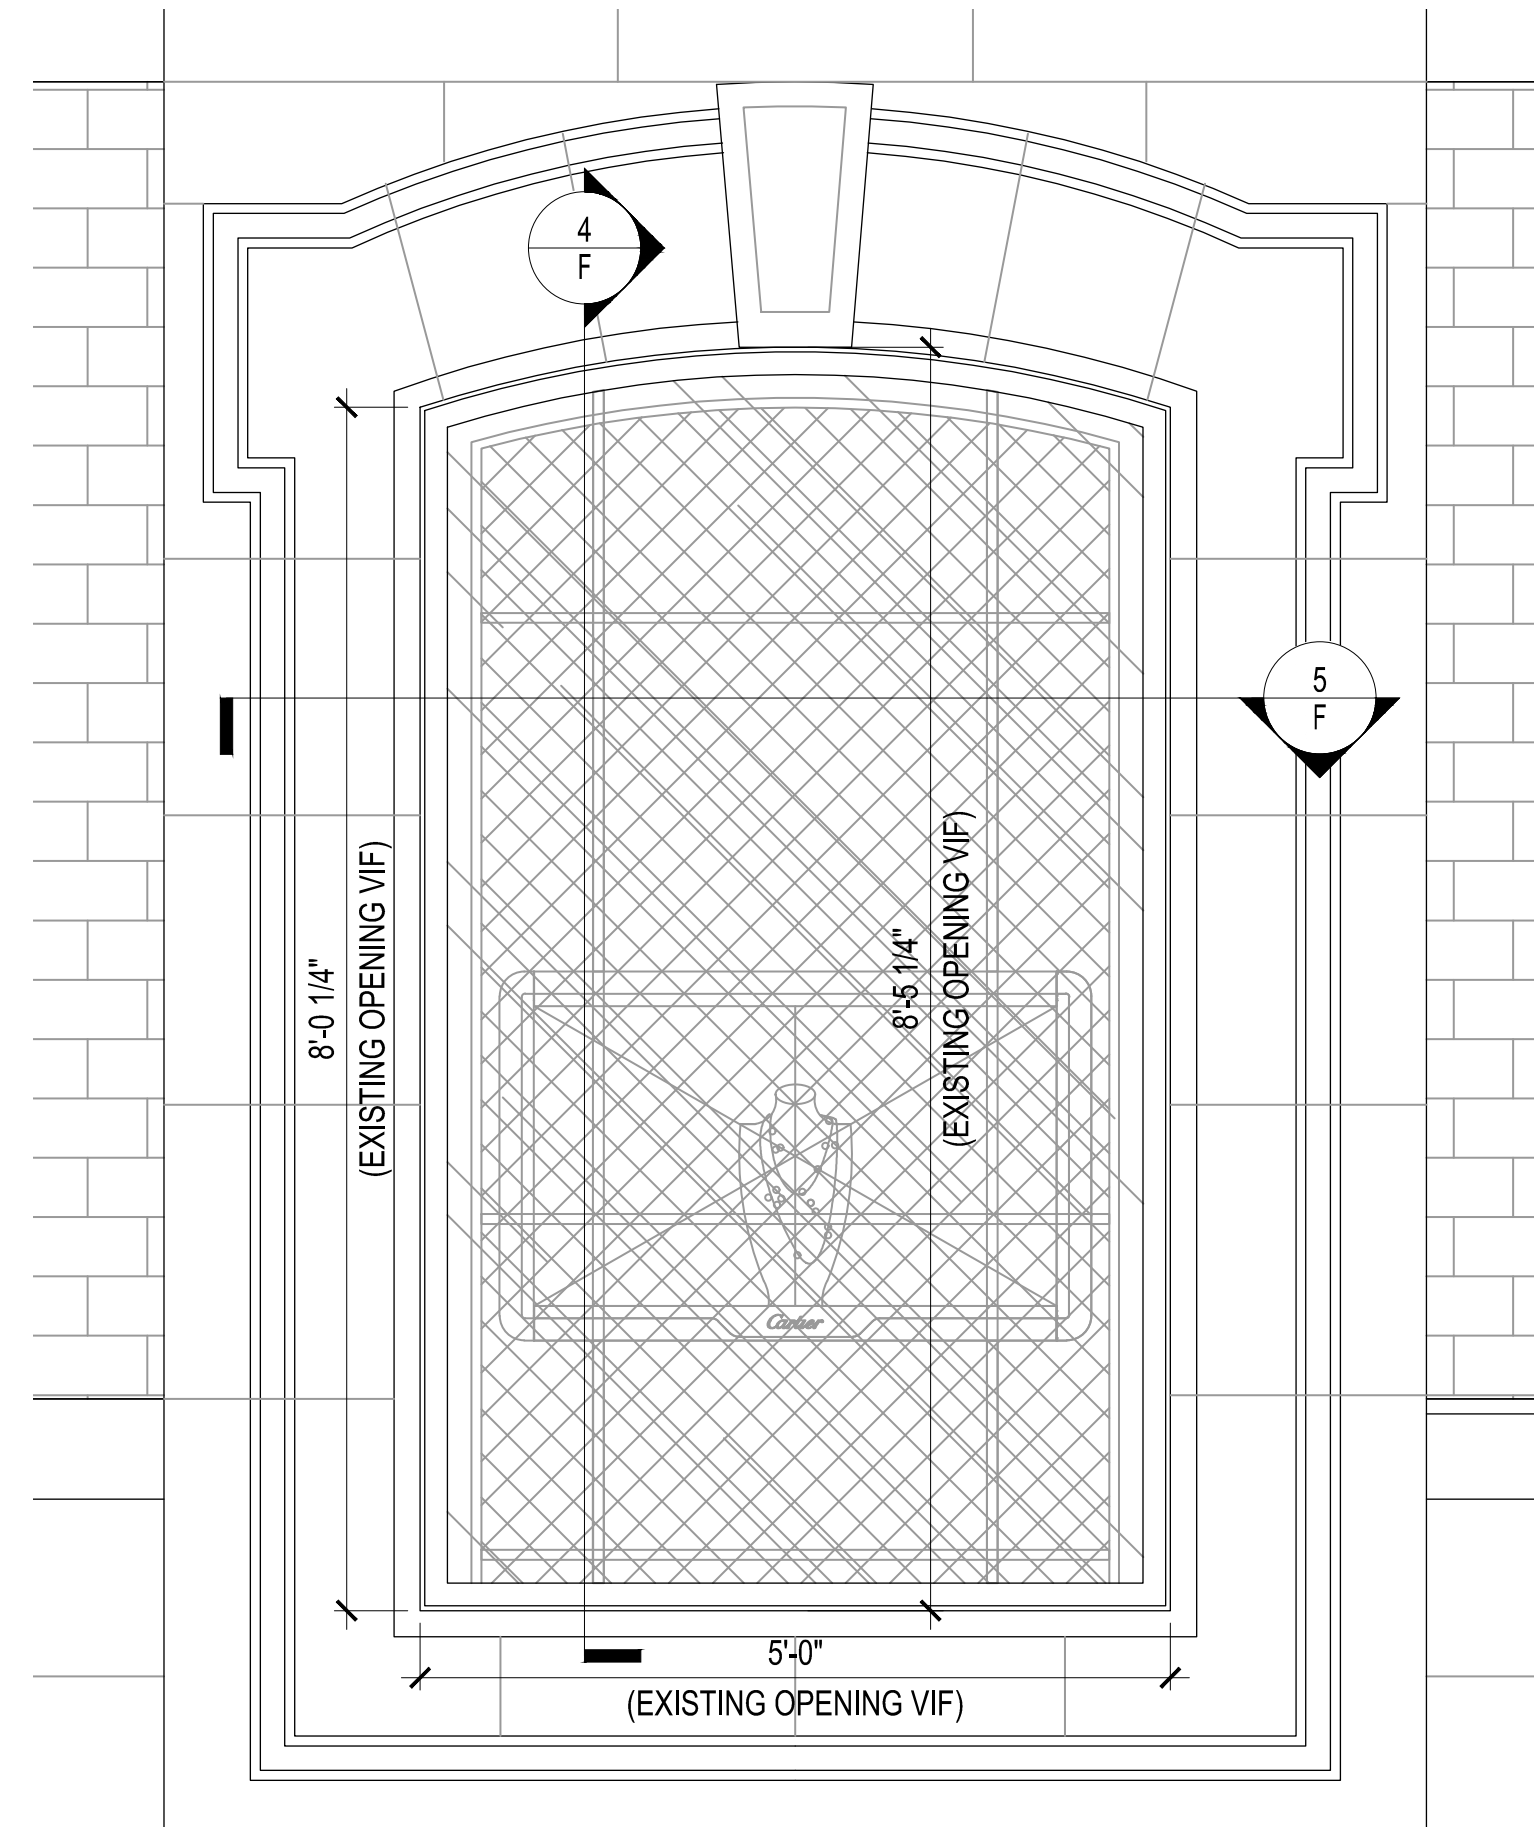 4
F
5
F
8'-0 1/4"
(EXISTING OPENING VIF)
8'-5 1/4"
(EXISTING OPENING VIF)
Cartier
5'-0"
(EXISTING OPENING VIF)